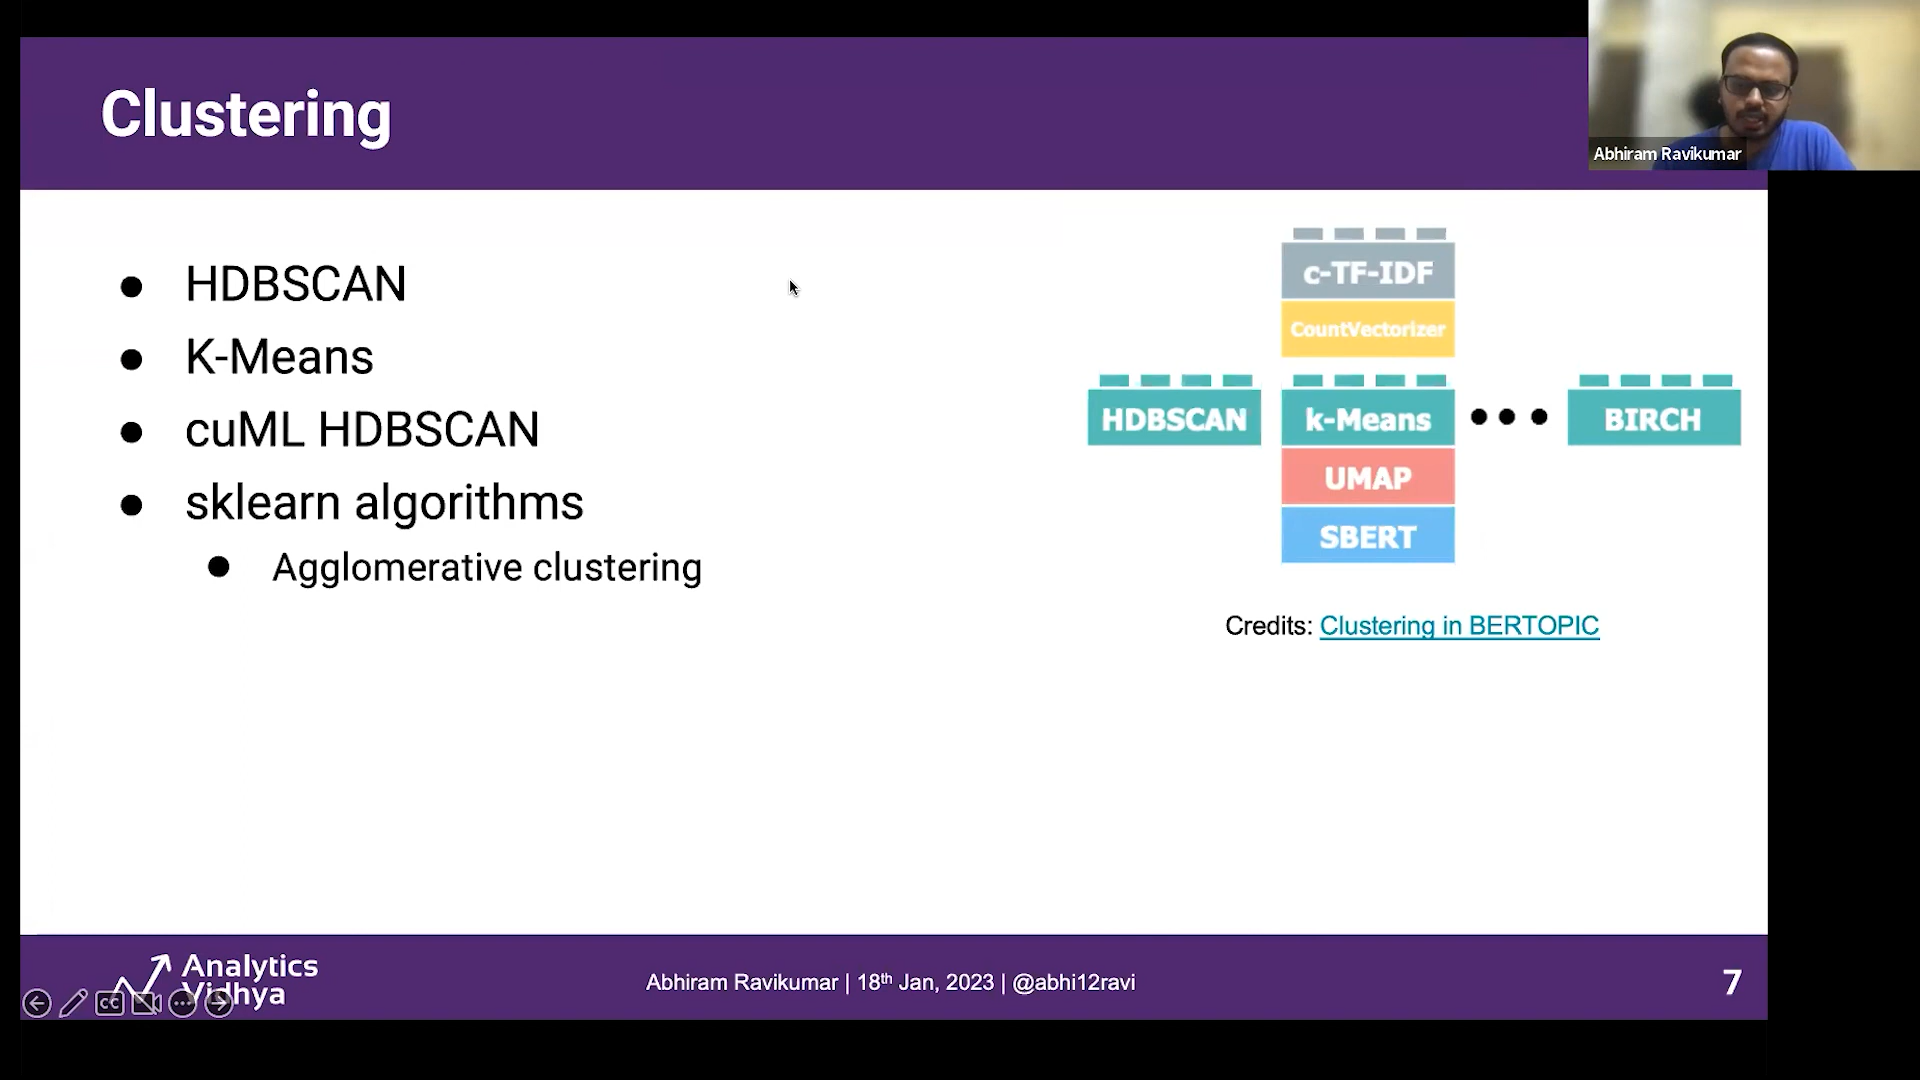 Clustering
Abhiram Ravikumar
HDBSCAN
K-Means
cuML HDBSCAN
sklearn algorithms
Agglomerative clustering
c-TF-IDF
CountVectorizer
HDBSCAN k-Means ••• BIRCH
UMAP
SBERT
Credits: Clustering in BERTOPIC
Analytics
Vidhya
CC
Abhiram Ravikumar | 18th Jan, 2023 | @abhi12ravi
7